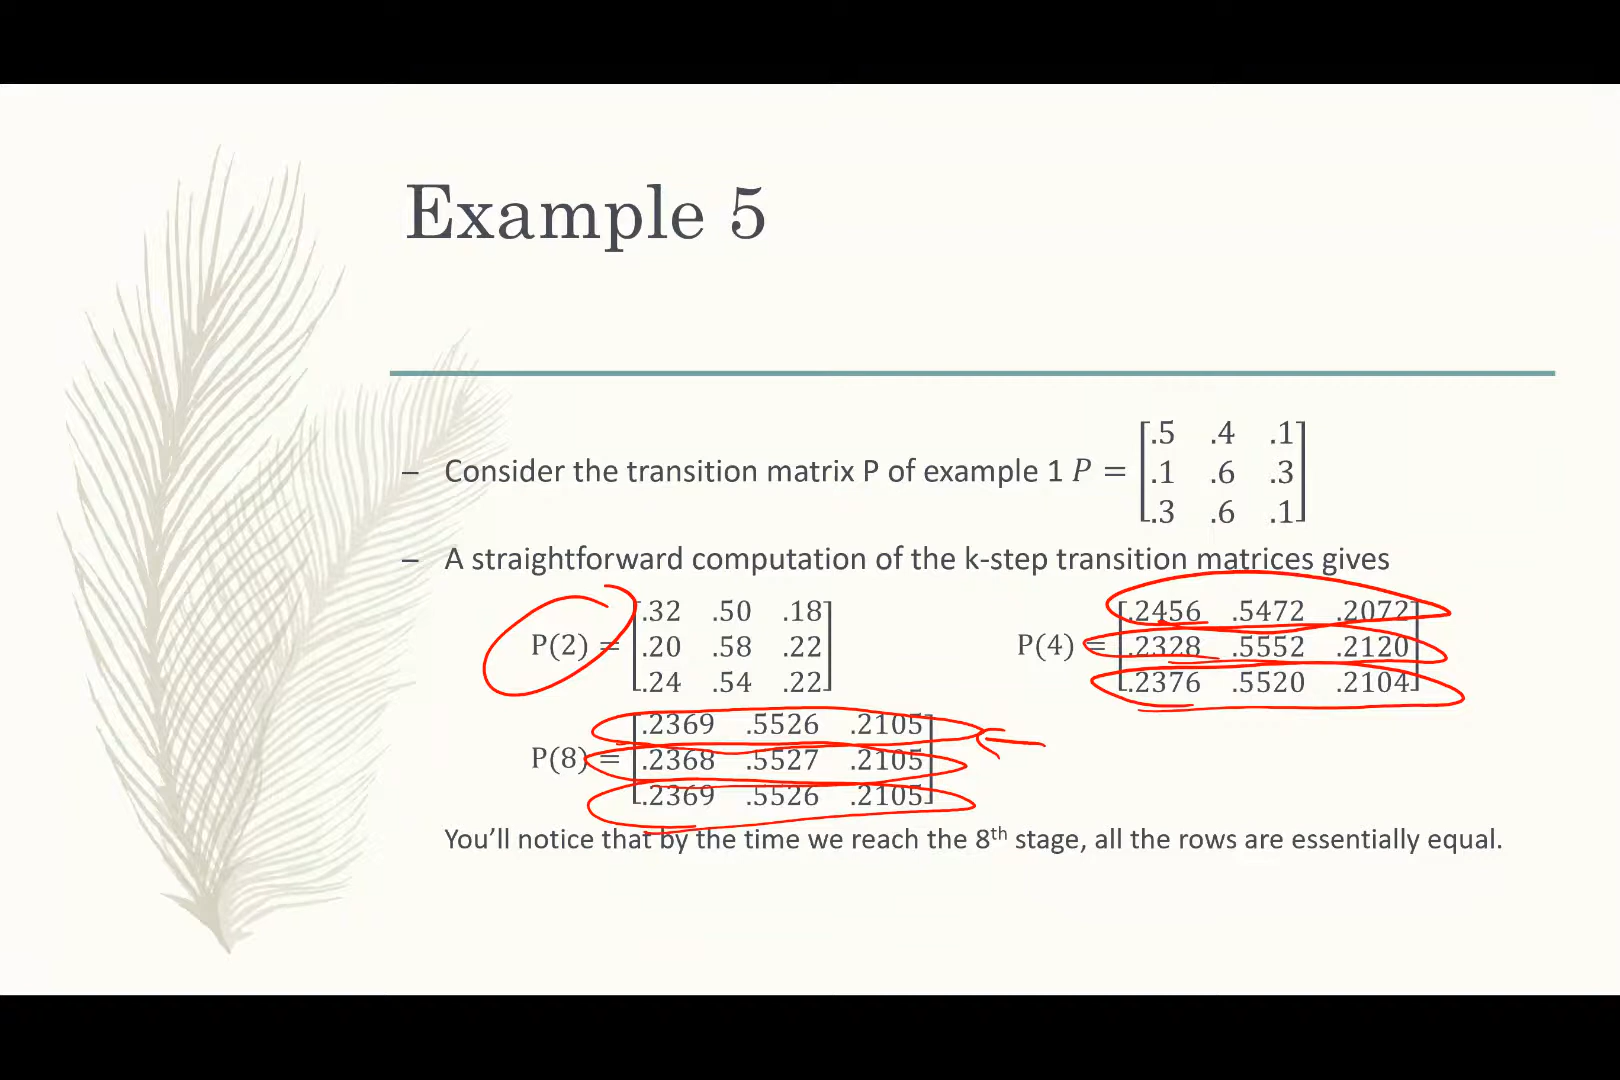 Example 5
– Consider the transition matrix P of example 1 P = [.5 .4 .1
.1 .6 .3
.3 .6 .1]
– A straightforward computation of the k-step transition matrices gives
P(2) = [.32 .50 .18
.20 .58 .22
.24 .54 .22]
P(4) = [.2456 .5472 .2072
.2328 .5552 .2120
.2376 .5520 .2104]
P(8) = [.2369 .5526 .2105
.2368 .5527 .2105
.2369 .5526 .2105]
You’ll notice that by the time we reach the 8th stage, all the rows are essentially equal.